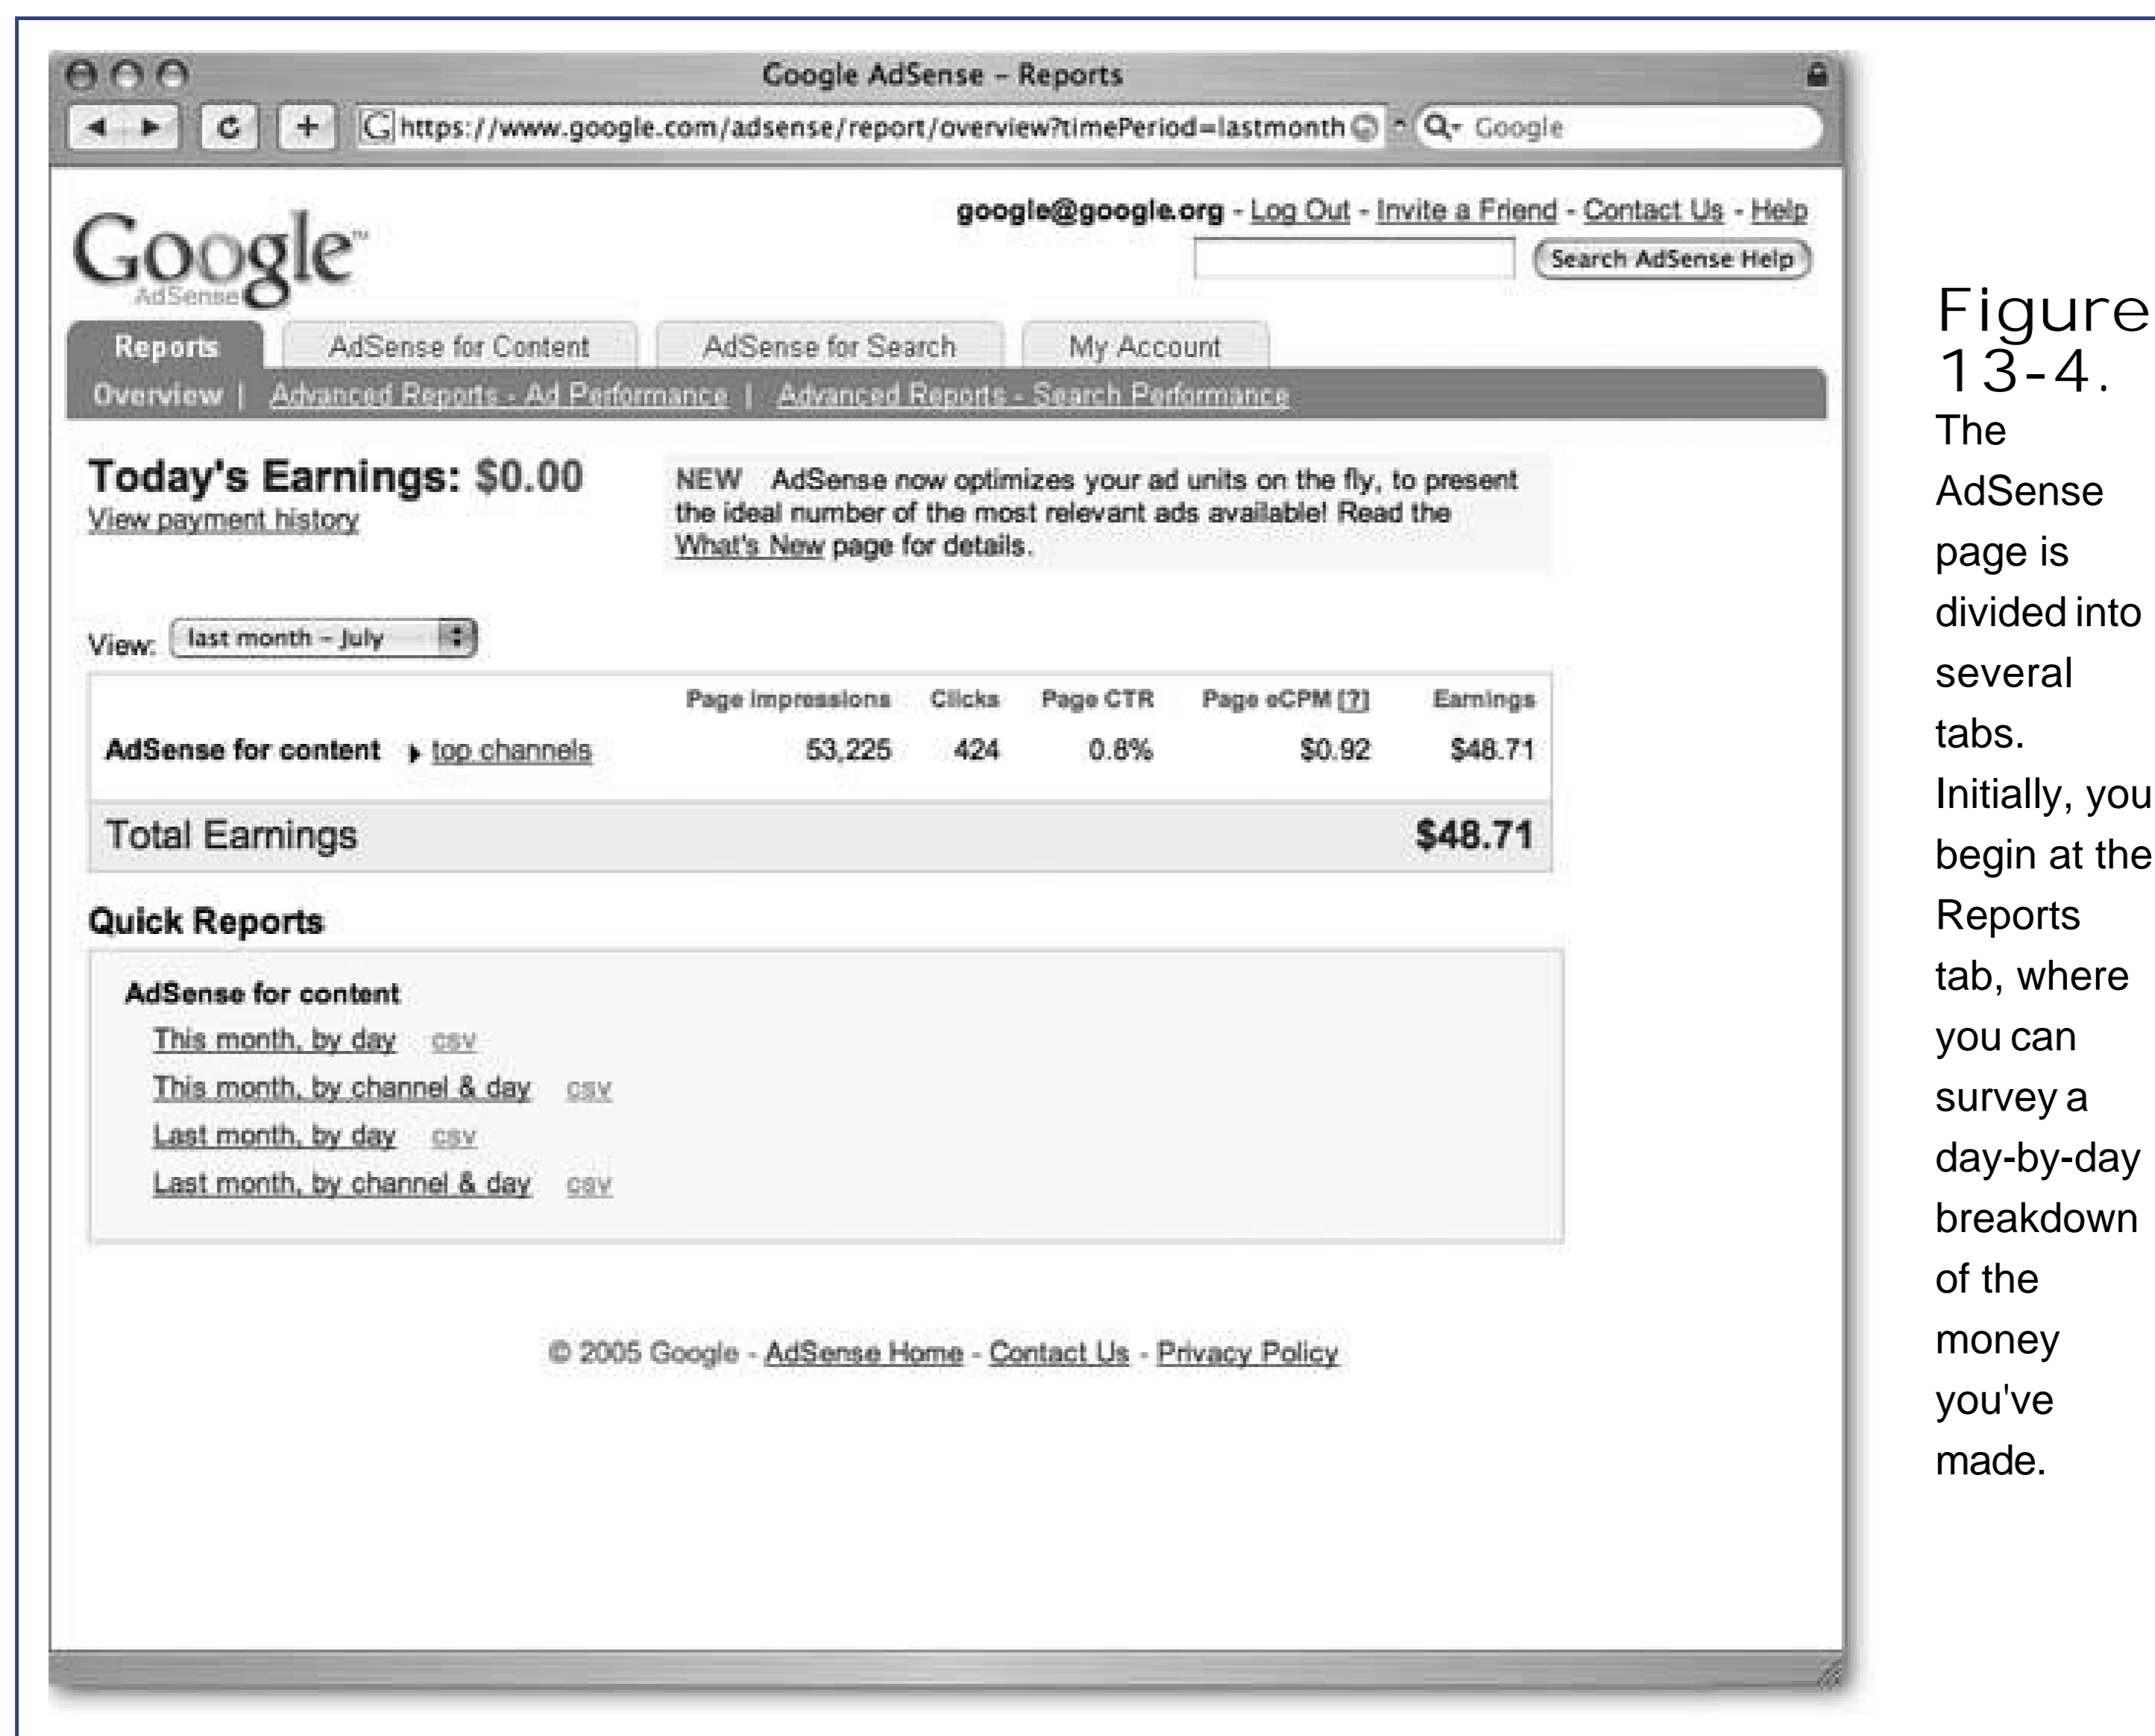 Google AdSense – Reports
https://www.google.com/adsense/report/overview?timePeriod=lastmonth
Google
google@google.org - Log Out - Invite a Friend - Contact Us - Help
Google™
AdSense
Search AdSense Help
Reports AdSense for Content AdSense for Search My Account
Overview | Advanced Reports - Ad Performance | Advanced Reports - Search Performance
Today's Earnings: $0.00
View payment history
NEW AdSense now optimizes your ad units on the fly, to present
the ideal number of the most relevant ads available! Read the
What's New page for details.
View: last month – July
Page Impressions Clicks Page CTR Page eCPM [?] Earnings
AdSense for content top channels 53,225 424 0.8% $0.92 $48.71
Total Earnings $48.71
Quick Reports
AdSense for content
This month, by day csv
This month, by channel & day csv
Last month, by day csv
Last month, by channel & day csv
© 2005 Google - AdSense Home - Contact Us - Privacy Policy
Figure
13-4.
The
AdSense
page is
divided into
several
tabs.
Initially, you
begin at the
Reports
tab, where
you can
survey a
day-by-day
breakdown
of the
money
you've
made.